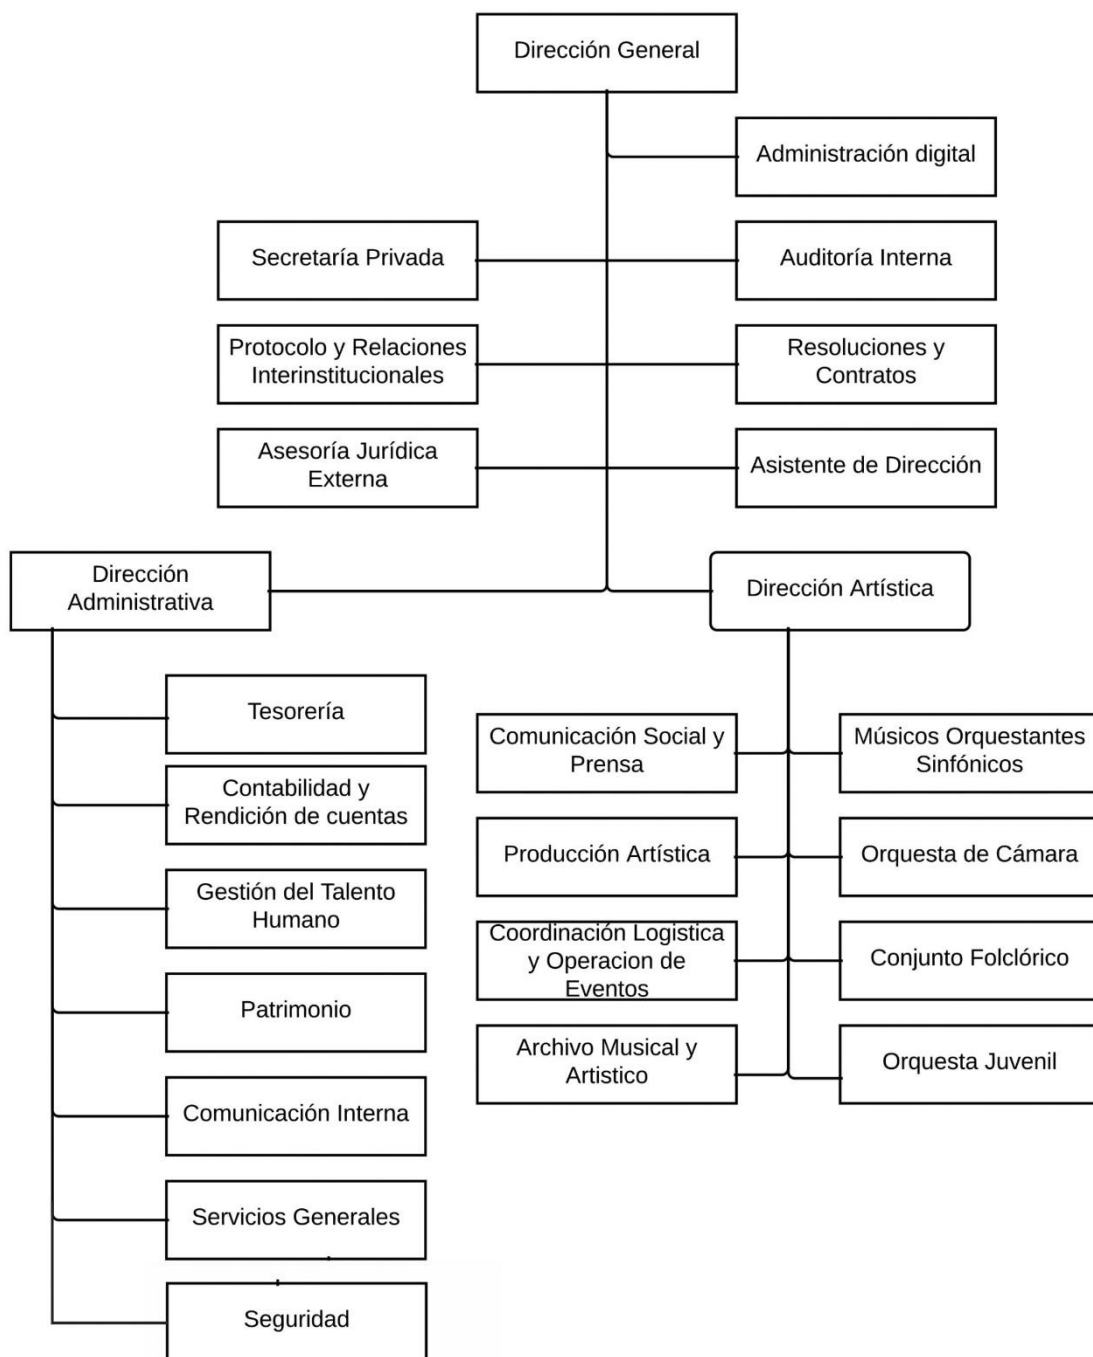 Dirección General
Administración digital
Secretaría Privada
Auditoría Interna
Protocolo y Relaciones
Interinstitucionales
Resoluciones y
Contratos
Asesoría Jurídica
Externa
Asistente de Dirección
Dirección
Administrativa
Dirección Artística
Tesorería
Contabilidad y
Rendición de cuentas
Gestión del Talento
Humano
Patrimonio
Comunicación Interna
Servicios Generales
Seguridad
Comunicación Social y
Prensa
Músicos Orquestantes
Sinfónicos
Producción Artística
Orquesta de Cámara
Coordinación Logistica
y Operacion de
Eventos
Conjunto Folclórico
Archivo Musical y
Artistico
Orquesta Juvenil